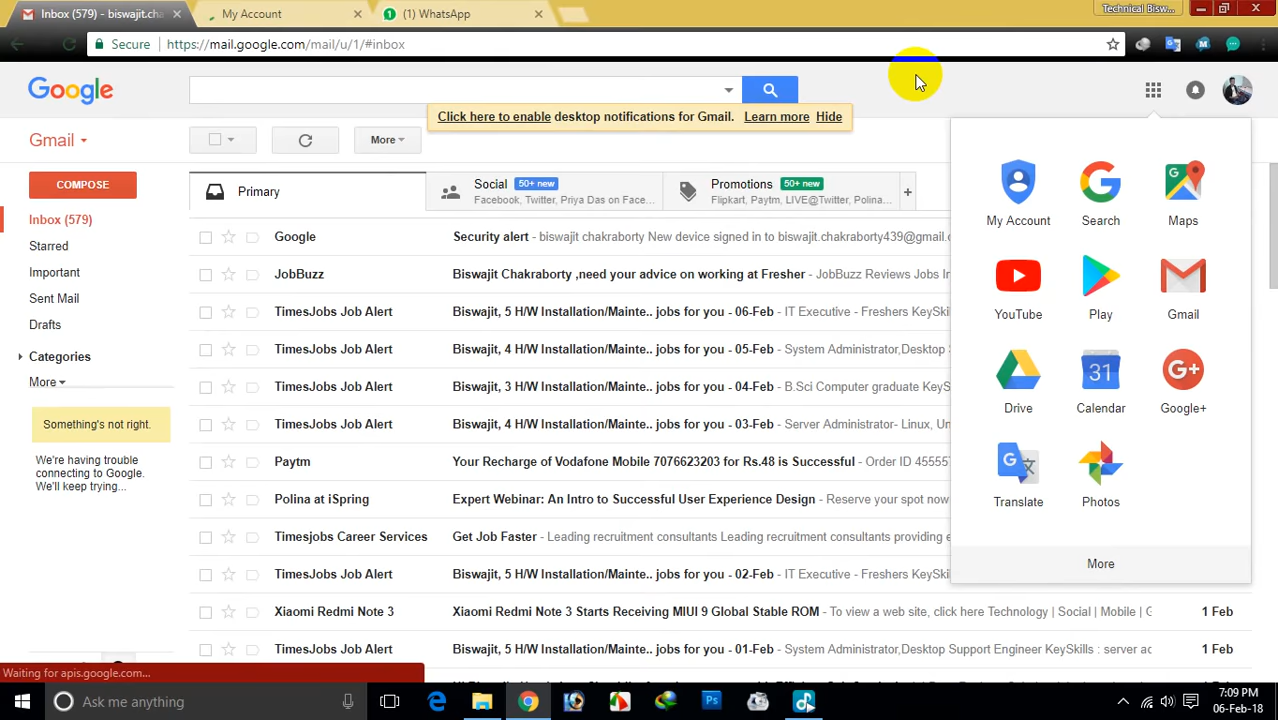 Inbox (579) - biswajit.cha
My Account
(1) WhatsApp
Technical Bisw...
Secure
https://mail.google.com/mail/u/1/#inbox
Google
Click here to enable desktop notifications for Gmail. Learn more Hide
Gmail
More
COMPOSE
Inbox (579)
Starred
Important
Sent Mail
Drafts
Categories
More
Something's not right.
We're having trouble
connecting to Google.
We'll keep trying...
Primary
Social 50+ new
Facebook, Twitter, Priya Das on Face...
Promotions 50+ new
Flipkart, Paytm, LIVE@Twitter, Polina...
+
Google Security alert - biswajit chakraborty New device signed in to biswajit.chakraborty439@gmail.
JobBuzz Biswajit Chakraborty ,need your advice on working at Fresher - JobBuzz Reviews Jobs In
TimesJobs Job Alert Biswajit, 5 H/W Installation/Mainte.. jobs for you - 06-Feb - IT Executive - Freshers KeySkil
TimesJobs Job Alert Biswajit, 4 H/W Installation/Mainte.. jobs for you - 05-Feb - System Administrator,Desktop
TimesJobs Job Alert Biswajit, 3 H/W Installation/Mainte.. jobs for you - 04-Feb - B.Sci Computer graduate KeyS
TimesJobs Job Alert Biswajit, 4 H/W Installation/Mainte.. jobs for you - 03-Feb - Server Administrator- Linux, Un
Paytm Your Recharge of Vodafone Mobile 7076623203 for Rs.48 is Successful - Order ID 45555
Polina at iSpring Expert Webinar: An Intro to Successful User Experience Design - Reserve your spot now
Timesjobs Career Services Get Job Faster - Leading recruitment consultants Leading recruitment consultants providing
TimesJobs Job Alert Biswajit, 5 H/W Installation/Mainte.. jobs for you - 02-Feb - IT Executive - Freshers KeySkil
Xiaomi Redmi Note 3 Xiaomi Redmi Note 3 Starts Receiving MIUI 9 Global Stable ROM - To view a web site, click here Technology | Social | Mobile | G 1 Feb
TimesJobs Job Alert Biswajit, 5 H/W Installation/Mainte.. jobs for you - 01-Feb - System Administrator,Desktop Support Engineer KeySkills : server ac 1 Feb
My Account
Search
Maps
YouTube
Play
Gmail
Drive
31
Calendar
G+
Google+
Translate
Photos
More
Waiting for apis.google.com...
Ask me anything
Ps
7:09 PM
06-Feb-18